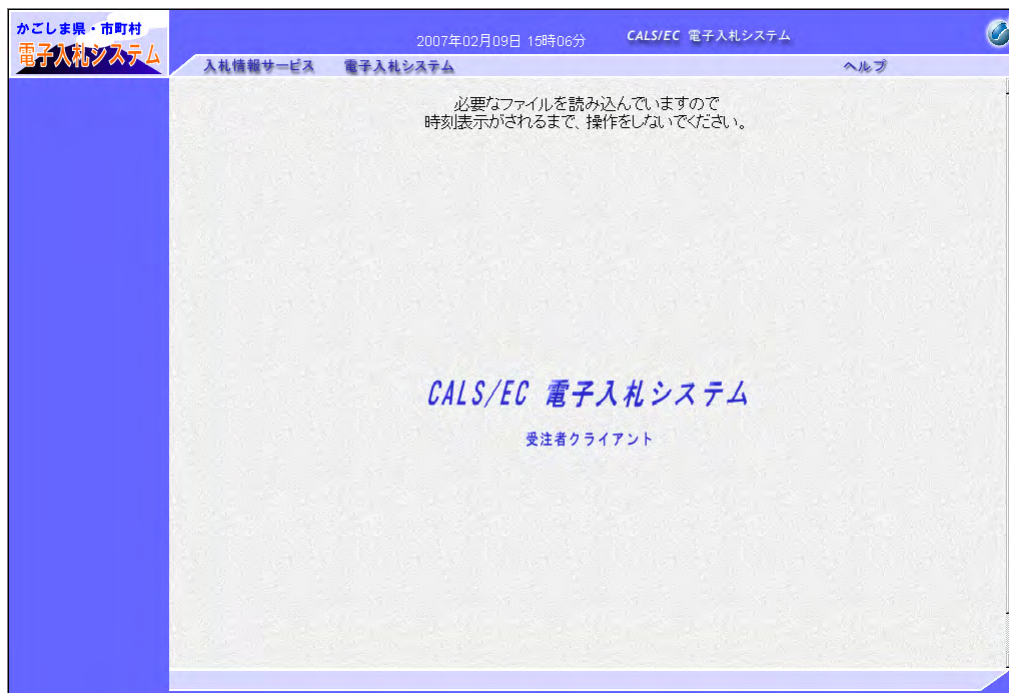 かごしま県・市町村
電子入札システム
2007年02月09日 15時06分
CALS/EC 電子入札システム
入札情報サービス
電子入札システム
ヘルプ
必要なファイルを読み込んでいますので
時刻表示がされるまで、操作をしないでください。
CALS/EC 電子入札システム
受注者クライアント